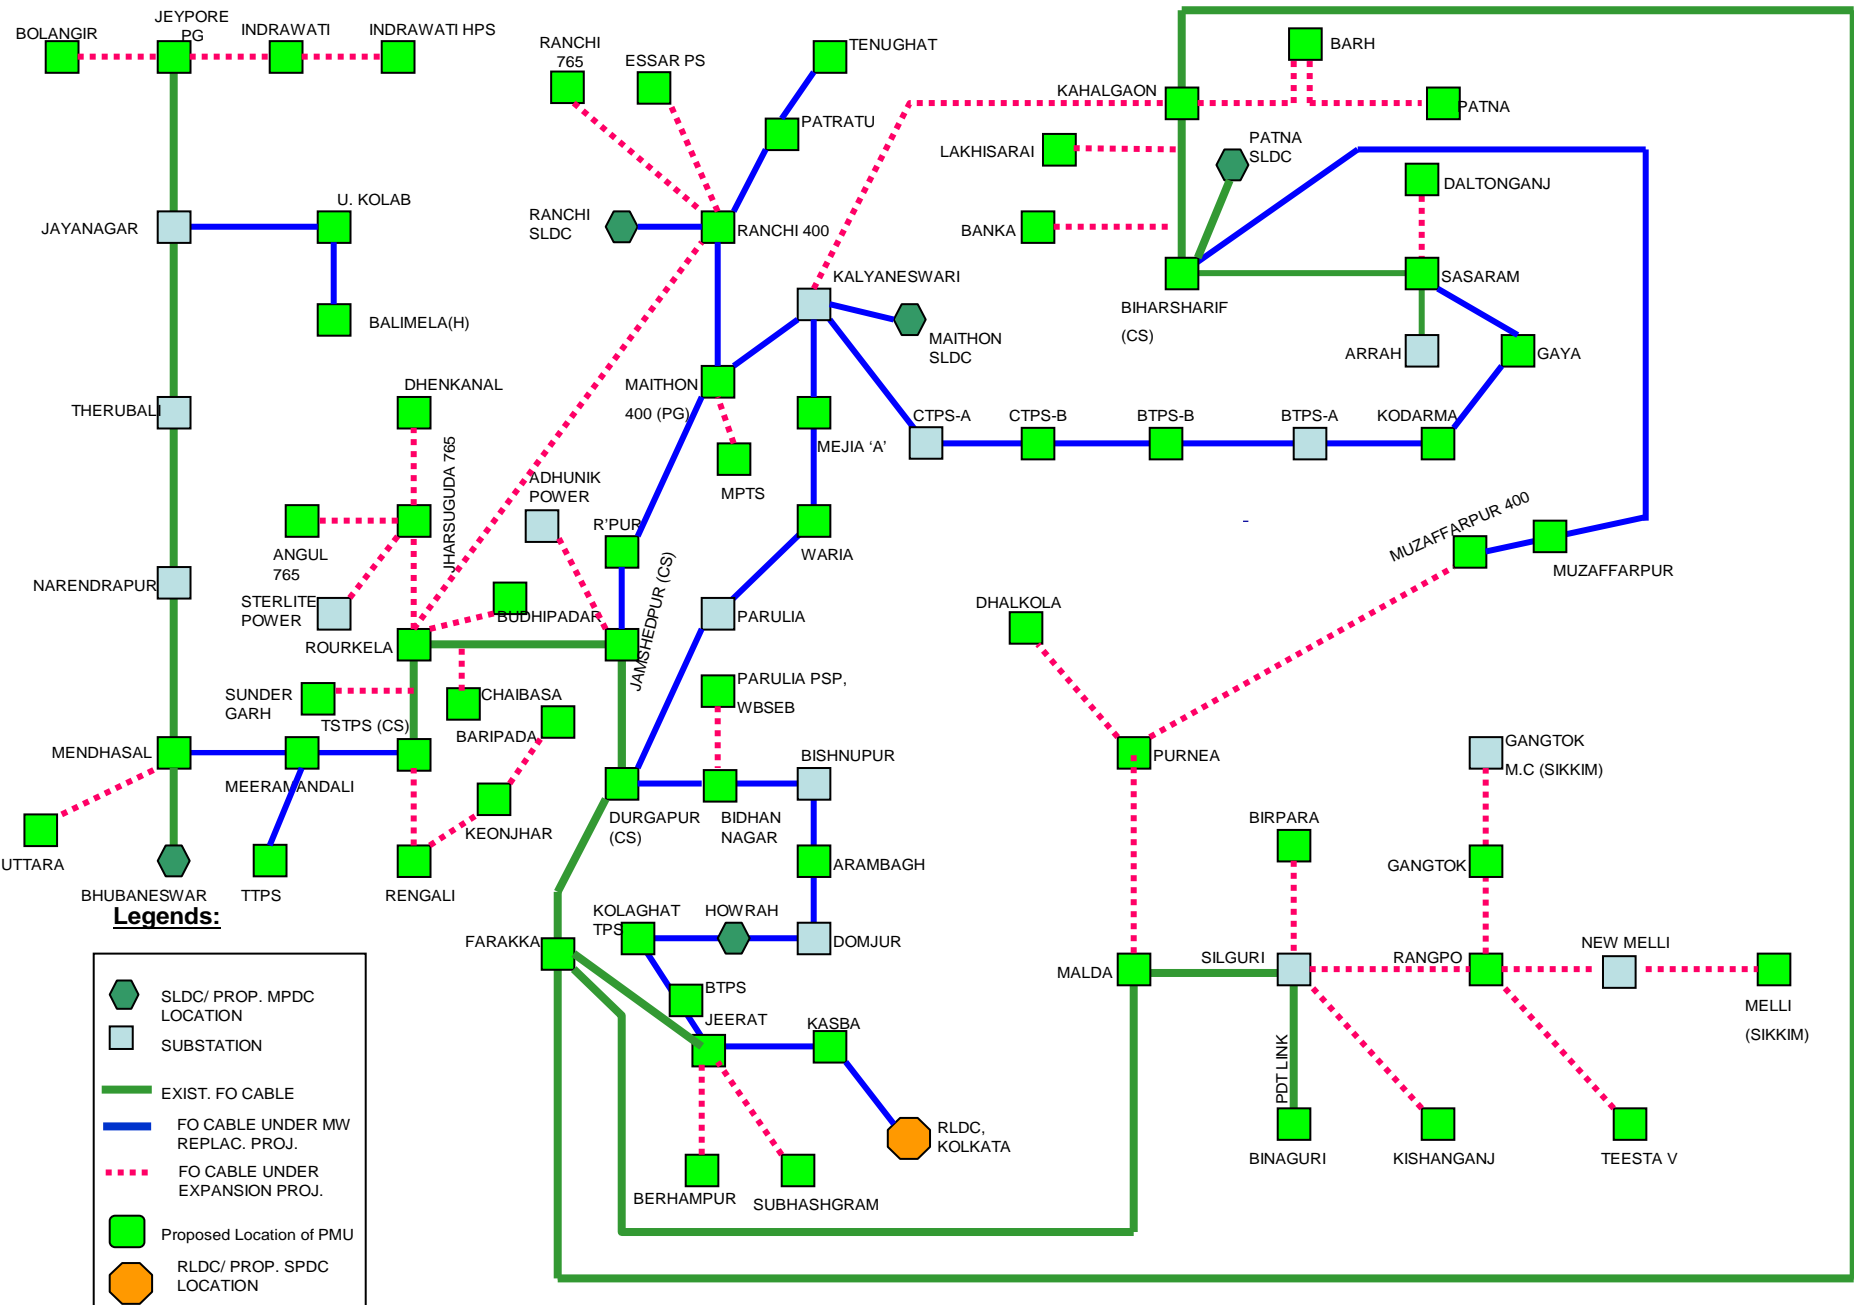 BOLANGIR
JEYPORE
PG
INDRAWATI
INDRAWATI HPS
RANCHI
765
ESSAR PS
TENUGHAT
PATRATU
KAHALGAON
BARH
PATNA
LAKHISARAI
PATNA
SLDC
DALTONGANJ
JAYANAGAR
U. KOLAB
RANCHI
SLDC
RANCHI 400
BANKA
KALYANESWARI
SASARAM
BALIMELA(H)
MAITHON
SLDC
BIHARSHARIF
(CS)
ARRAH
GAYA
THERUBALI
DHENKANAL
MAITHON
400 (PG)
MEJIA ‘A’
CTPS-A
CTPS-B
BTPS-B
BTPS-A
KODARMA
JHARSUGUDA 765
ADHUNIK
POWER
MPTS
R’PUR
WARIA
MUZAFFARPUR 400
MUZAFFARPUR
ANGUL
765
NARENDRAPUR
STERLITE
POWER
BUDHIPADAR
JAMSHEDPUR (CS)
PARULIA
DHALKOLA
ROURKELA
SUNDER
GARH
CHAIBASA
PARULIA PSP,
WBSEB
TSTPS (CS)
BARIPADA
MENDHASAL
MEERAMANDALI
BISHNUPUR
PURNEA
GANGTOK
M.C (SIKKIM)
KEONJHAR
DURGAPUR
(CS)
BIDHAN
NAGAR
BIRPARA
UTTARA
BHUBANESWAR
TTPS
RENGALI
ARAMBAGH
GANGTOK
Legends:
KOLAGHAT
TPS
HOWRAH
FARAKKA
DOMJUR
MALDA
SILGURI
RANGPO
NEW MELLI
MELLI
(SIKKIM)
BTPS
JEERAT
KASBA
PDT LINK
RLDC,
KOLKATA
BERHAMPUR
SUBHASHGRAM
BINAGURI
KISHANGANJ
TEESTA V
SLDC/ PROP. MPDC
LOCATION
SUBSTATION
EXIST. FO CABLE
FO CABLE UNDER MW
REPLAC. PROJ.
FO CABLE UNDER
EXPANSION PROJ.
Proposed Location of PMU
RLDC/ PROP. SPDC
LOCATION